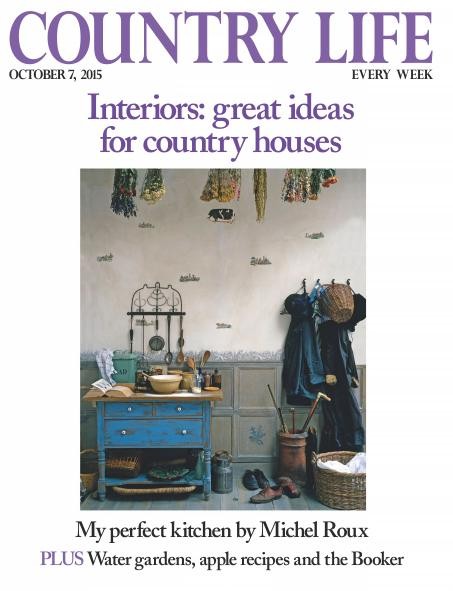 COUNTRY LIFE
OCTOBER 7, 2015
EVERY WEEK
Interiors: great ideas
for country houses
My perfect kitchen by Michel Roux
PLUS Water gardens, apple recipes and the Booker